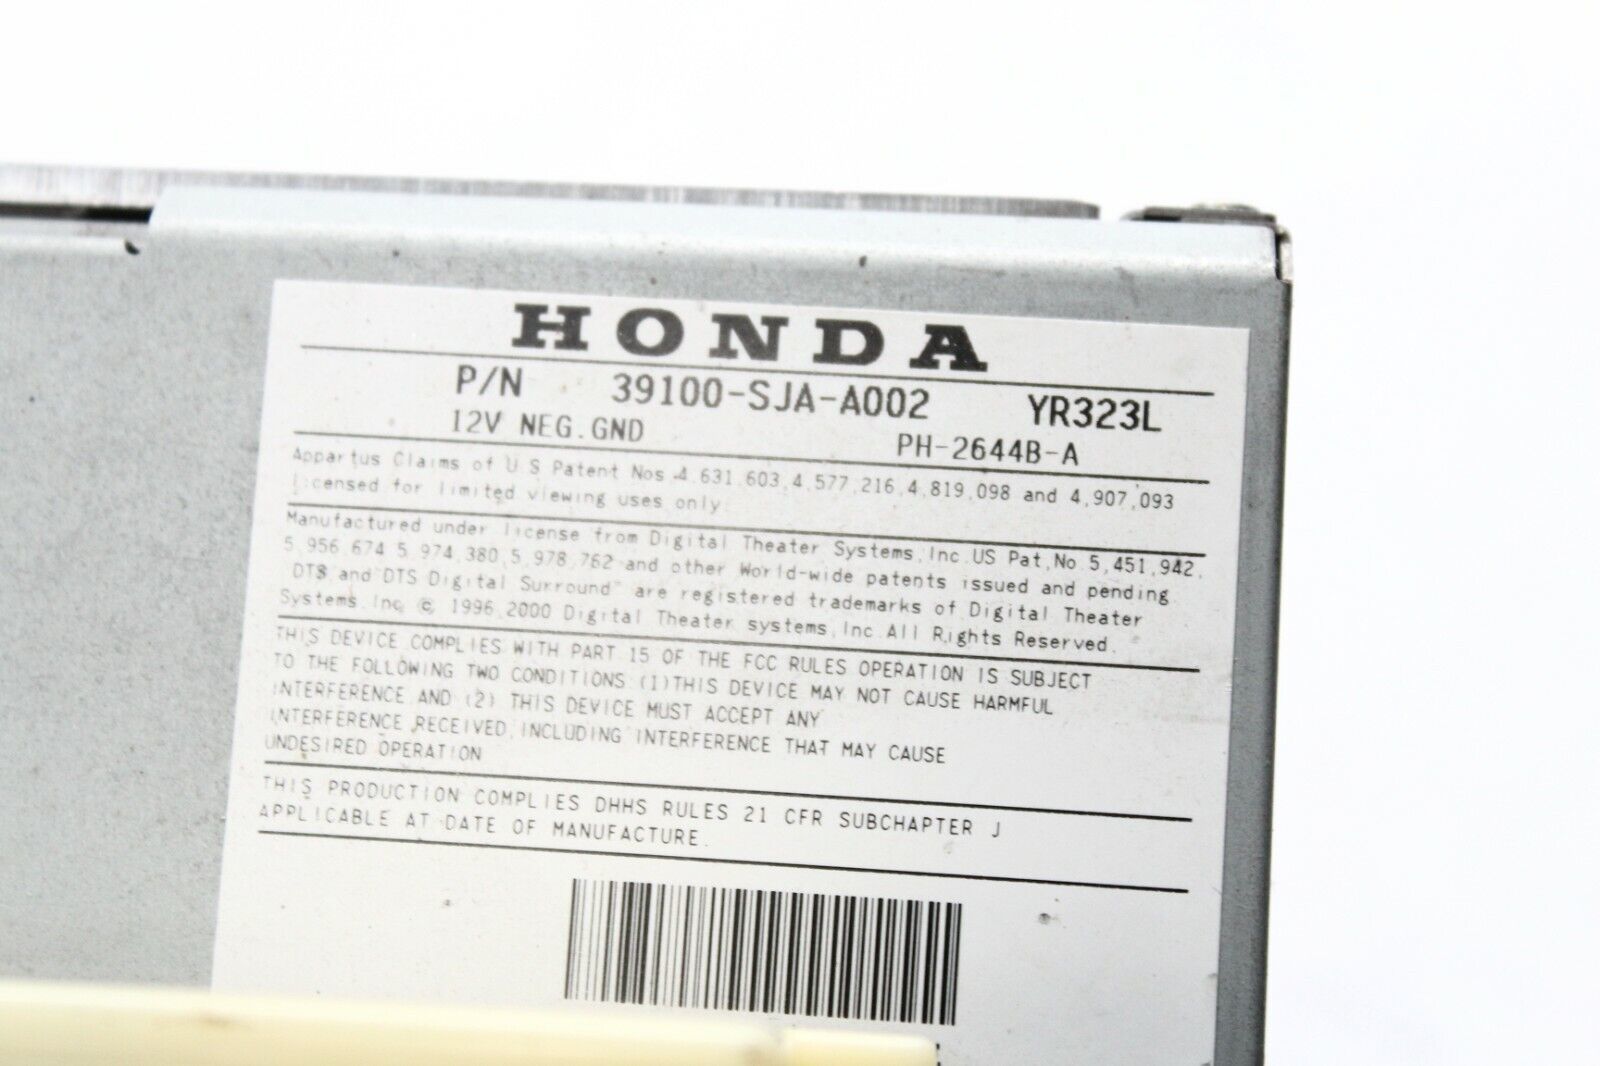 HONDA
P/N 39100-SJA-A002 YR323L
12V NEG.GND PH-2644B-A
Appartus Claims of U.S Patent Nos.4,631,603,4,577,216,4,819,098 and 4,907,093
licensed for limited viewing uses only.
Manufactured under license from Digital Theater Systems,Inc.US Pat,No.5,451,942,
5,956,674,5,974,380,5,978,762 and other World-wide patents issued and pending
"DTS"and"DTS Digital Surround" are registered trademarks of Digital Theater
Systems,Inc © 1996,2000 Digital Theater systems,Inc.All Rights Reserved.
THIS DEVICE COMPLIES WITH PART 15 OF THE FCC RULES OPERATION IS SUBJECT
TO THE FOLLOWING TWO CONDITIONS:(1)THIS DEVICE MAY NOT CAUSE HARMFUL
INTERFERENCE AND (2) THIS DEVICE MUST ACCEPT ANY
INTERFERENCE RECEIVED,INCLUDING INTERFERENCE THAT MAY CAUSE
UNDESIRED OPERATION
THIS PRODUCTION COMPLIES DHHS RULES 21 CFR SUBCHAPTER J
APPLICABLE AT DATE OF MANUFACTURE.